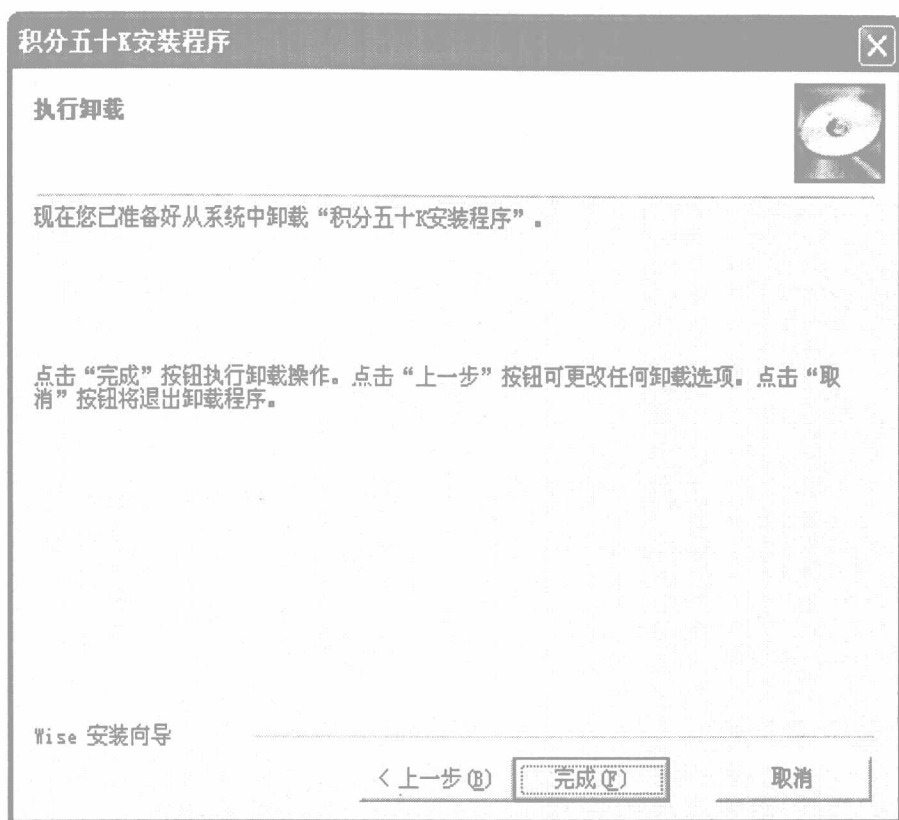 积分五十K安装程序
执行卸载
现在您已准备好从系统中卸载“积分五十K安装程序”。
点击“完成”按钮执行卸载操作。点击“上一步”按钮可更改任何卸载选项。点击“取
消”按钮将退出卸载程序。
Wise 安装向导
< 上一步(B) 完成(F) 取消